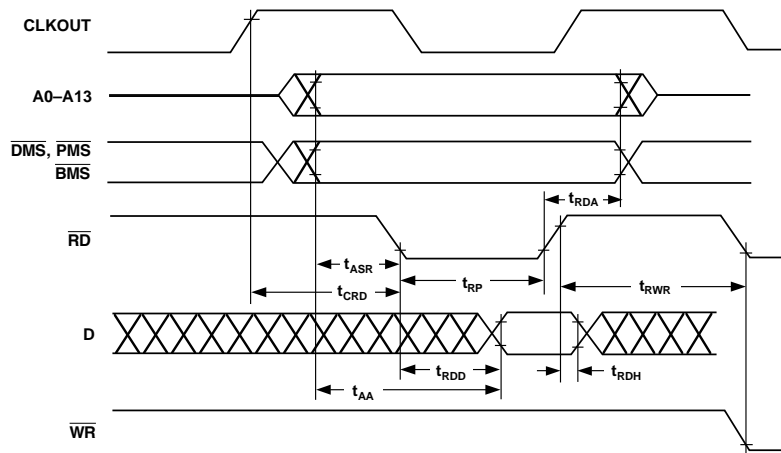 CLKOUT
A0–A13
DMS, PMS
BMS
tRDA
RD
tASR
tRP
tCRD
tRWR
D
tRDD
tRDH
tAA
WR